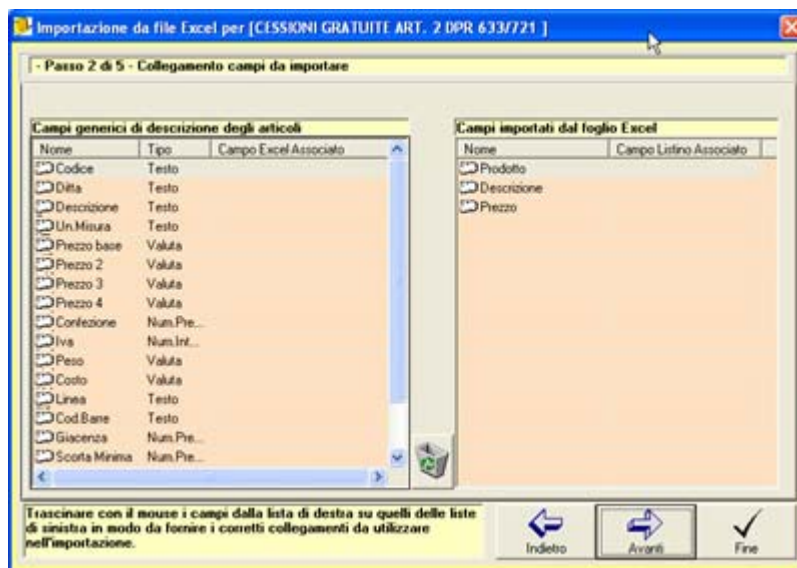 Importazione da file Excel per [CESSIONI GRATUITE ART. 2 DPR 633/721 ]
- Passo 2 di 5 - Collegamento campi da importare
Campi generici di descrizione degli articoli
Nome Tipo Campo Excel Associato
Codice Testo
Ditta Testo
Descrizione Testo
Un.Misura Testo
Prezzo base Valuta
Prezzo 2 Valuta
Prezzo 3 Valuta
Prezzo 4 Valuta
Confezione Num.Pre...
Iva Num.Int...
Peso Valuta
Costo Valuta
Linea Testo
Cod.Barre Testo
Giacenza Num.Pre...
Scorta Minima Num.Pre...
Campi importati dal foglio Excel
Nome Campo Listino Associato
Prodotto
Descrizione
Prezzo
Trascinare con il mouse i campi dalla lista di destra su quelli delle liste
di sinistra in modo da fornire i corretti collegamenti da utilizzare
nell'importazione.
Indietro
Avanti
Fine